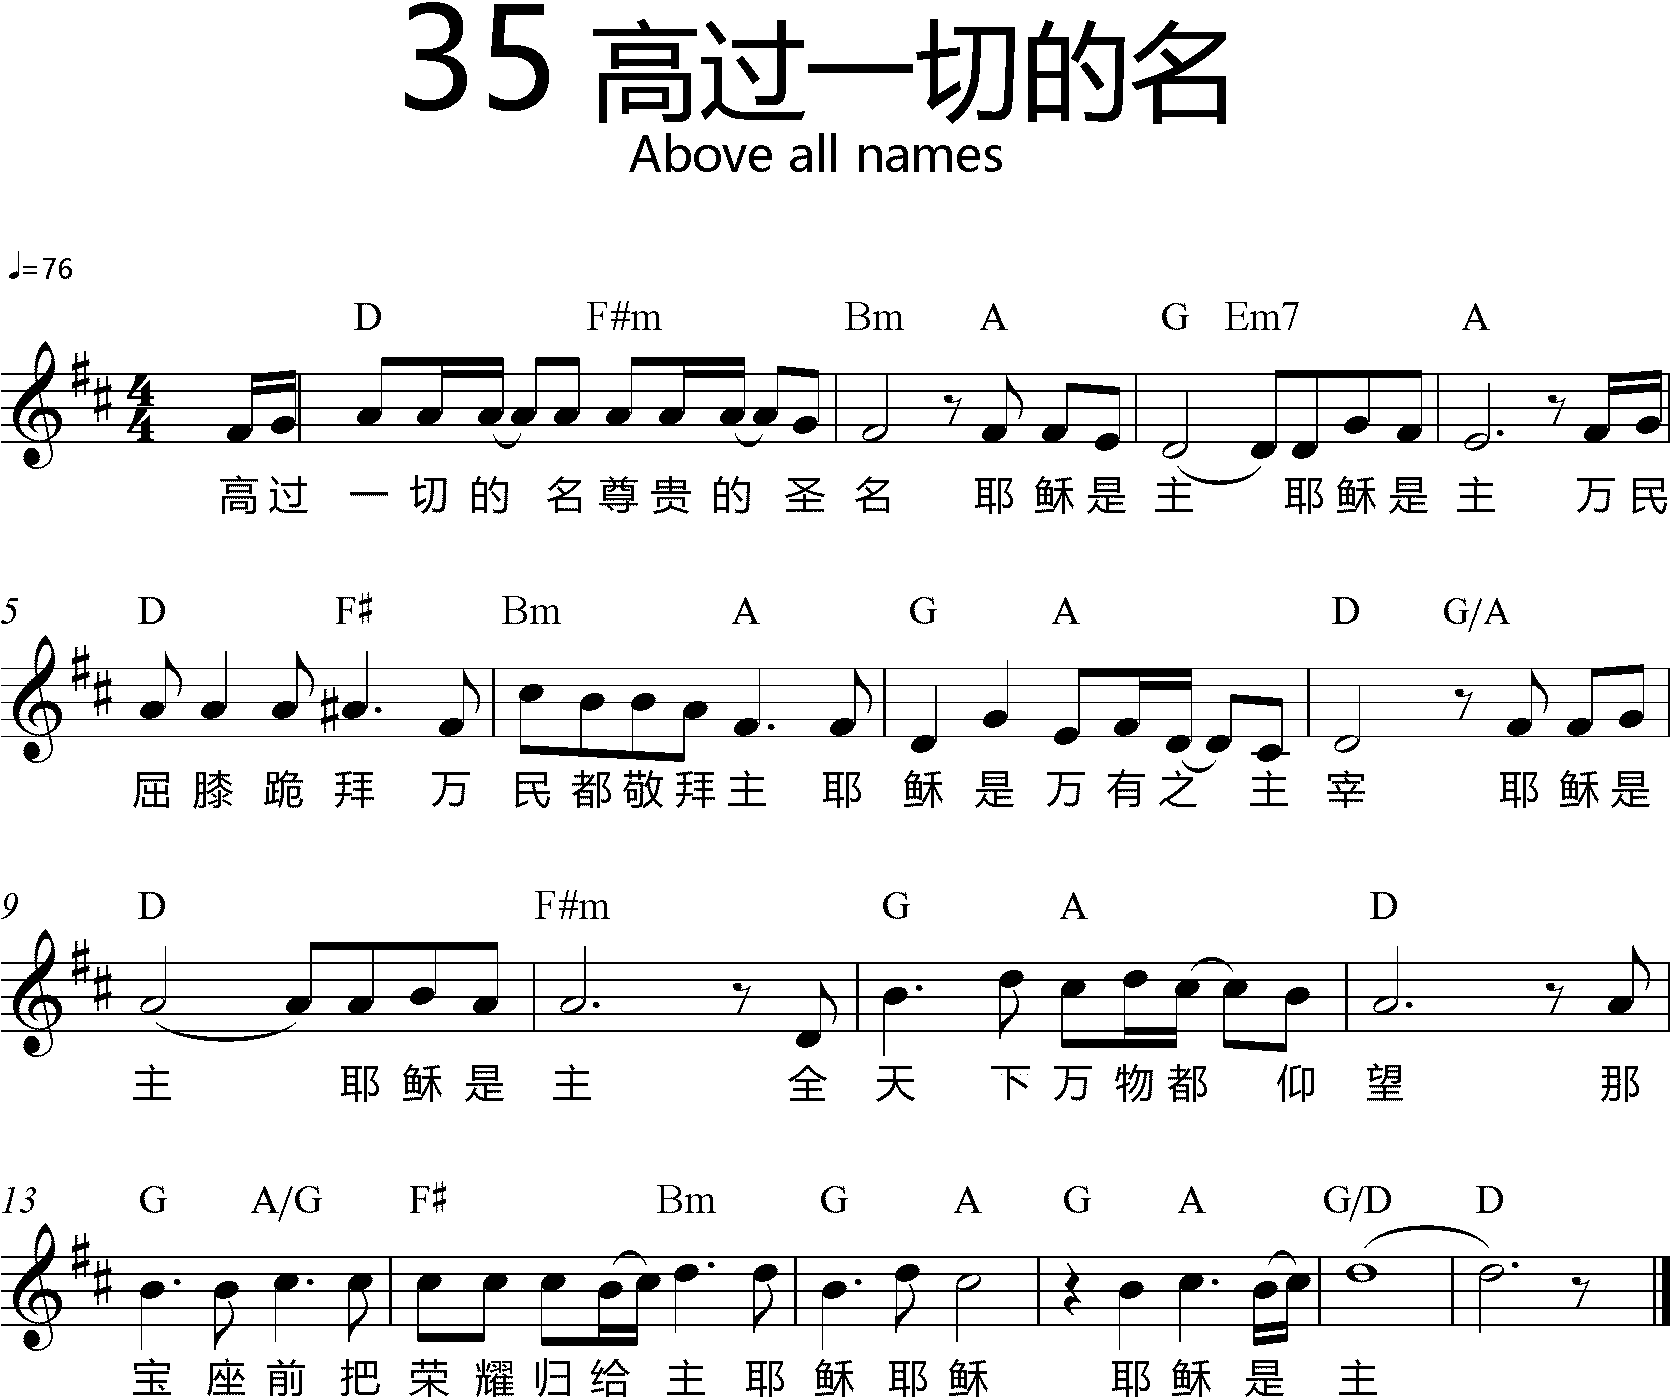 35 高过一切的名
Above all names
♩=76
D F#m Bm A G Em7 A
高过一切的名尊贵的圣名 耶稣是主 耶稣是主 万民
5 D F♯ Bm A G A D G/A
屈膝跪拜万民都敬拜主耶稣是万有之主宰 耶稣是
9 D F#m G A D
主 耶稣是主 全天下万物都仰望 那
13 G A/G F♯ Bm G A G A G/D D
宝座前把荣耀归给主耶稣耶稣 耶稣是主